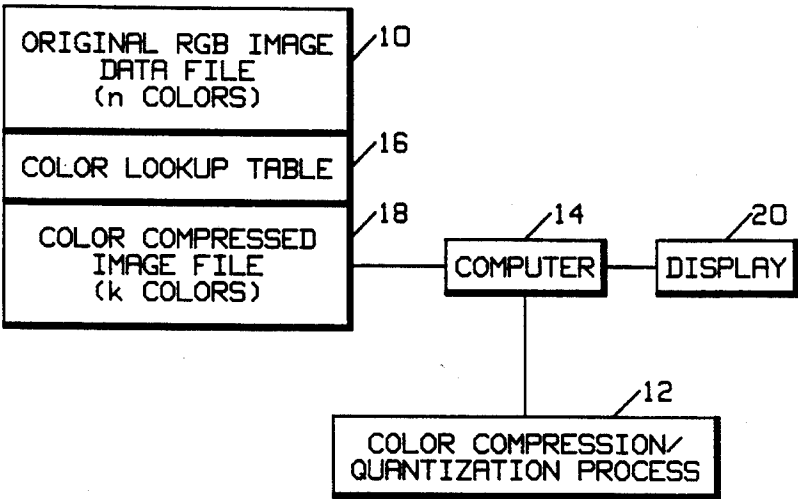 ORIGINAL RGB IMAGE
DATA FILE
(n COLORS)
10
COLOR LOOKUP TABLE
16
COLOR COMPRESSED
IMAGE FILE
(k COLORS)
18
COMPUTER
14
DISPLAY
20
COLOR COMPRESSION/
QUANTIZATION PROCESS
12